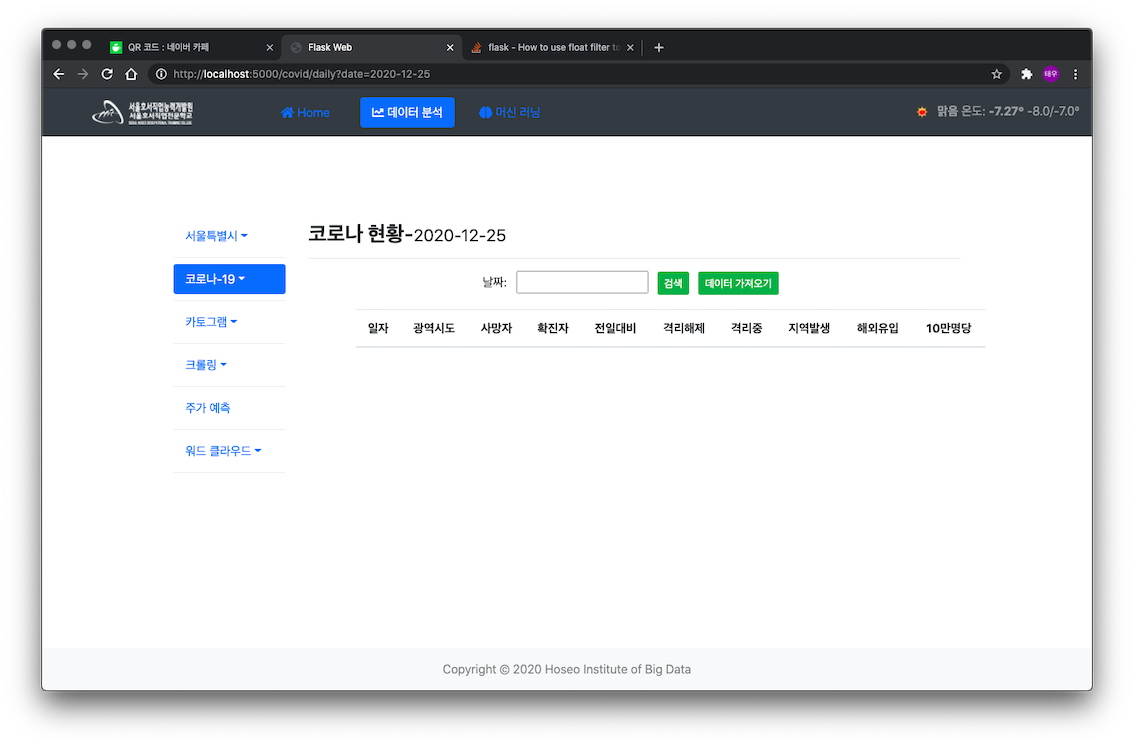 QR 코드 : 네이버 카페
Flask Web
flask - How to use float filter to
http://localhost:5000/covid/daily?date=2020-12-25
태우
서울호서직업능력개발원
서울호서직업전문학교
Home
데이터 분석
머신 러닝
맑음 온도: -7.27° -8.0/-7.0°
서울특별시
코로나-19
카토그램
크롤링
주가 예측
워드 클라우드
코로나 현황-2020-12-25
날짜:
검색
데이터 가져오기
일자 광역시도 사망자 확진자 전일대비 격리해제 격리중 지역발생 해외유입 10만명당
Copyright © 2020 Hoseo Institute of Big Data